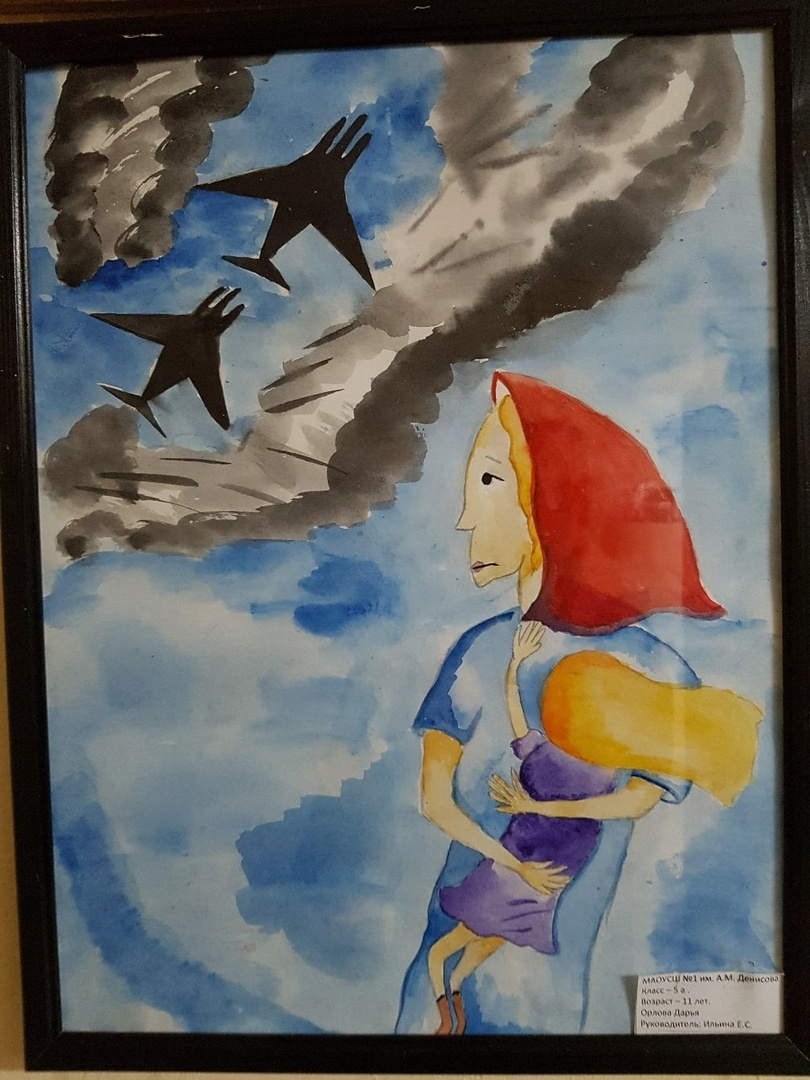 МАОУСШ №1 им. А.М. Денисова
Класс – 5 а .
Возраст – 11 лет.
Орлова Дарья
Руководитель: Ильина Е.С.